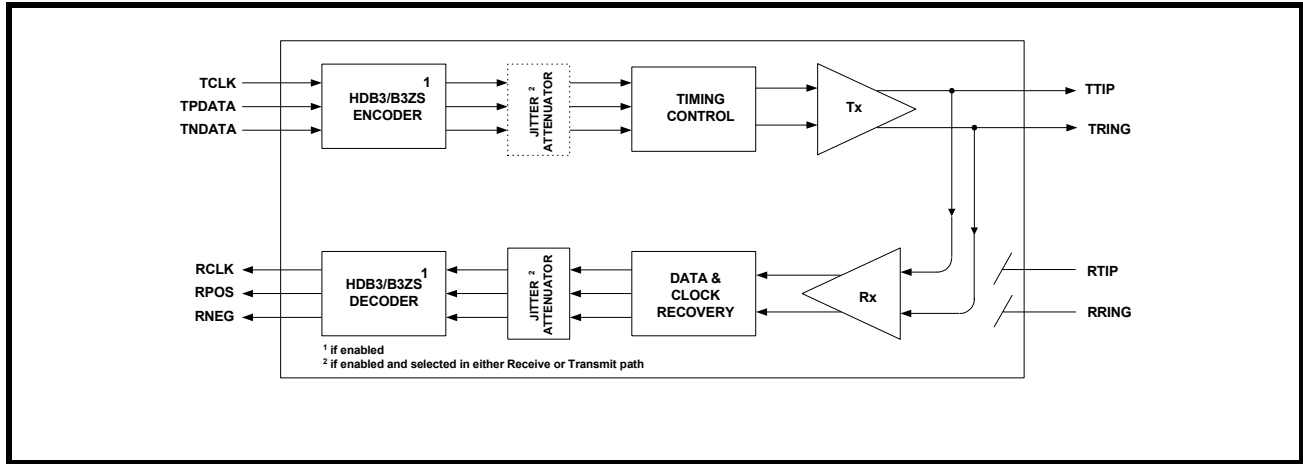 TCLK
TPDATA
TNDATA
HDB3/B3ZS 1
ENCODER
JITTER 2
ATTENUATOR
TIMING
CONTROL
Tx
TTIP
TRING
RCLK
RPOS
RNEG
HDB3/B3ZS 1
DECODER
JITTER 2
ATTENUATOR
DATA &
CLOCK
RECOVERY
Rx
RTIP
RRING
1 if enabled
2 if enabled and selected in either Receive or Transmit path